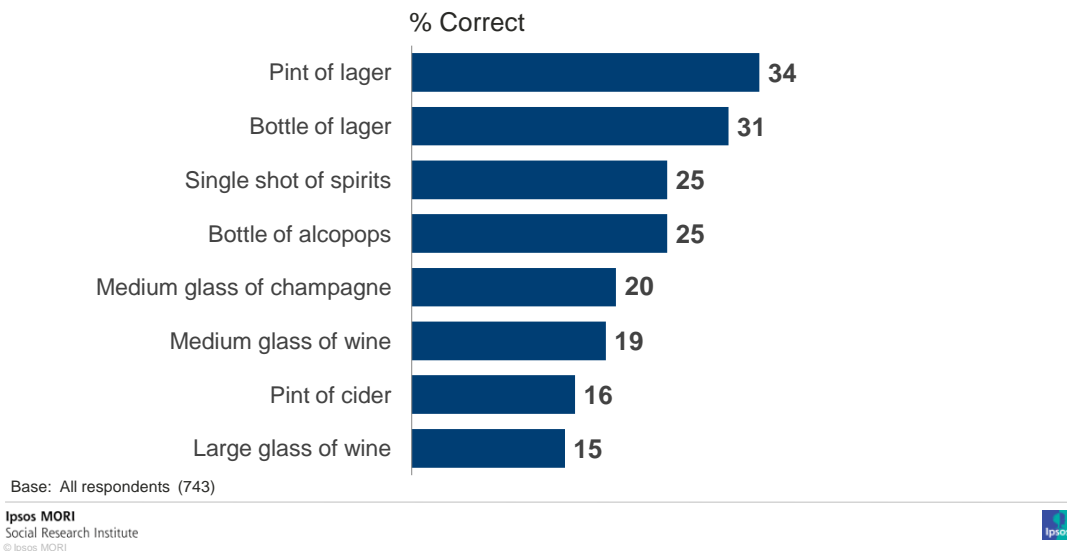 % Correct
Pint of lager 34
Bottle of lager 31
Single shot of spirits 25
Bottle of alcopops 25
Medium glass of champagne 20
Medium glass of wine 19
Pint of cider 16
Large glass of wine 15
Base: All respondents (743)
Ipsos MORI
Social Research Institute
© Ipsos MORI
Ipsos